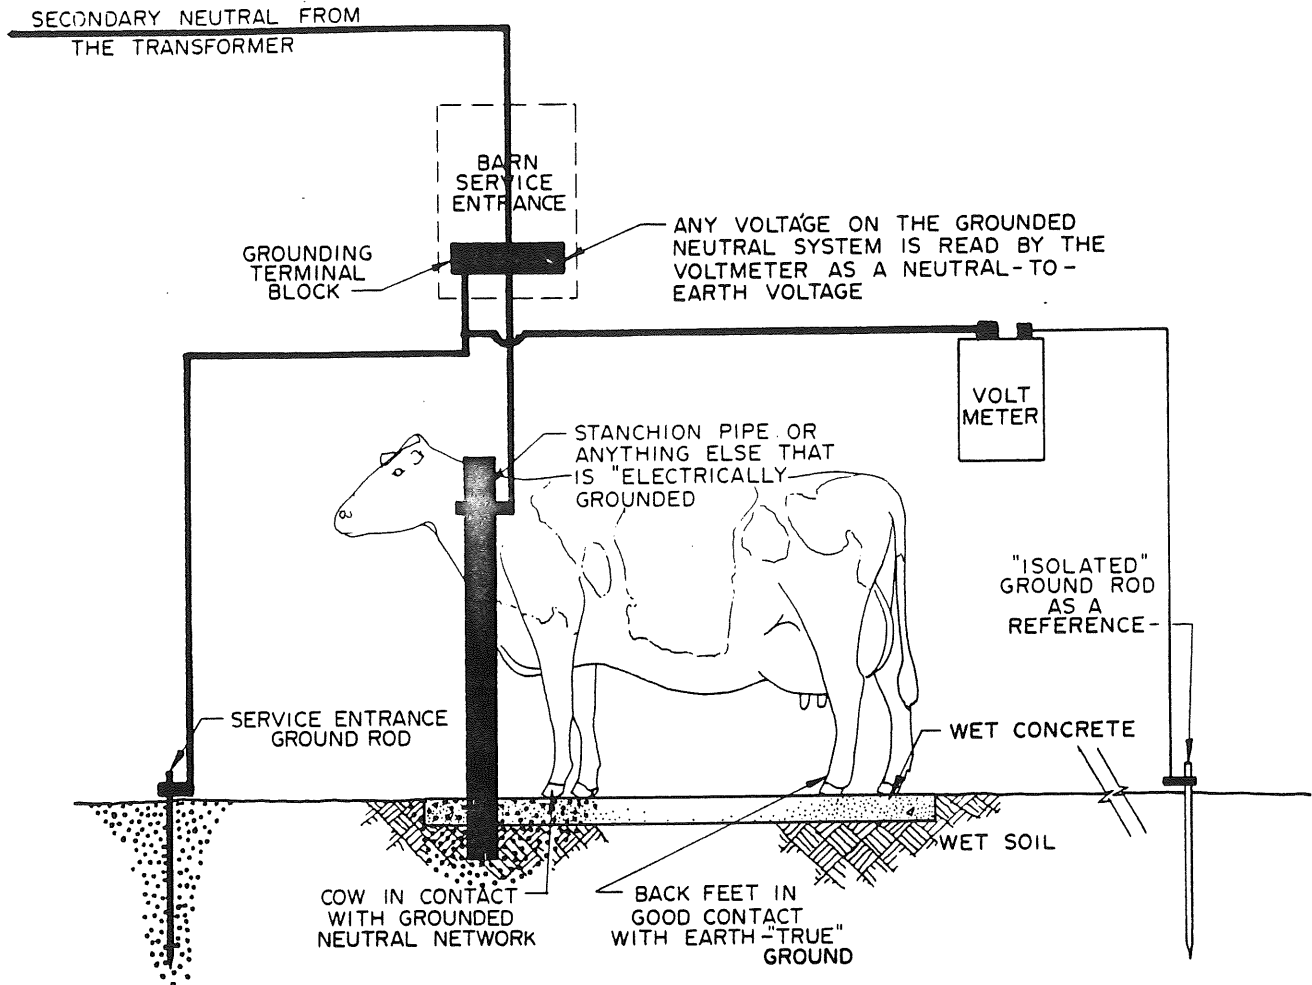 SECONDARY NEUTRAL FROM
THE TRANSFORMER
BARN
SERVICE
ENTRANCE
GROUNDING
TERMINAL
BLOCK
ANY VOLTAGE ON THE GROUNDED
NEUTRAL SYSTEM IS READ BY THE
VOLTMETER AS A NEUTRAL-TO-
EARTH VOLTAGE
VOLT
METER
STANCHION PIPE OR
ANYTHING ELSE THAT
IS "ELECTRICALLY
GROUNDED
"ISOLATED"
GROUND ROD
AS A
REFERENCE
SERVICE ENTRANCE
GROUND ROD
WET CONCRETE
WET SOIL
COW IN CONTACT
WITH GROUNDED
NEUTRAL NETWORK
BACK FEET IN
GOOD CONTACT
WITH EARTH-"TRUE"
GROUND